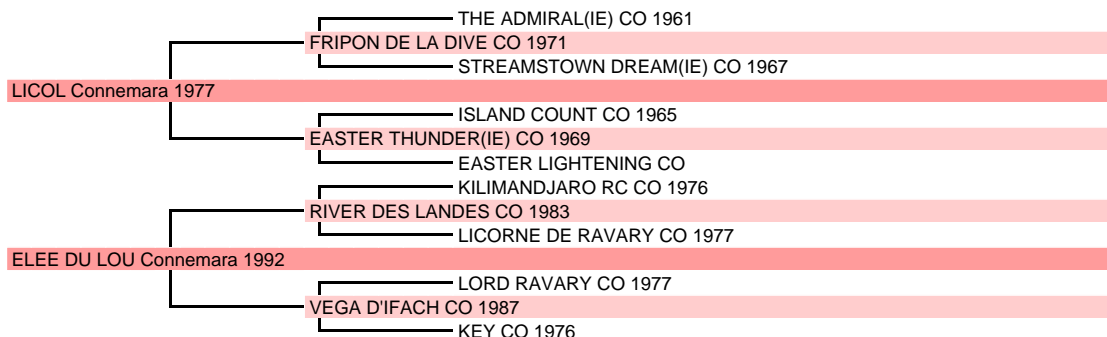 THE ADMIRAL(IE) CO 1961
FRIPON DE LA DIVE CO 1971
STREAMSTOWN DREAM(IE) CO 1967
LICOL Connemara 1977
ISLAND COUNT CO 1965
EASTER THUNDER(IE) CO 1969
EASTER LIGHTENING CO
KILIMANDJARO RC CO 1976
RIVER DES LANDES CO 1983
LICORNE DE RAVARY CO 1977
ELEE DU LOU Connemara 1992
LORD RAVARY CO 1977
VEGA D'IFACH CO 1987
KEY CO 1976